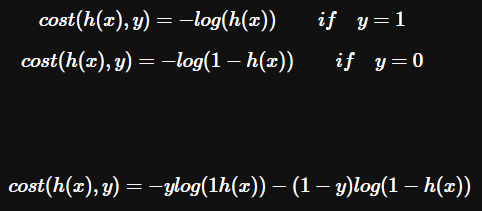 cost(h(x), y) = −log(h(x)) if y = 1
cost(h(x), y) = −log(1 − h(x)) if y = 0
cost(h(x), y) = −ylog(1h(x)) − (1 − y)log(1 − h(x))